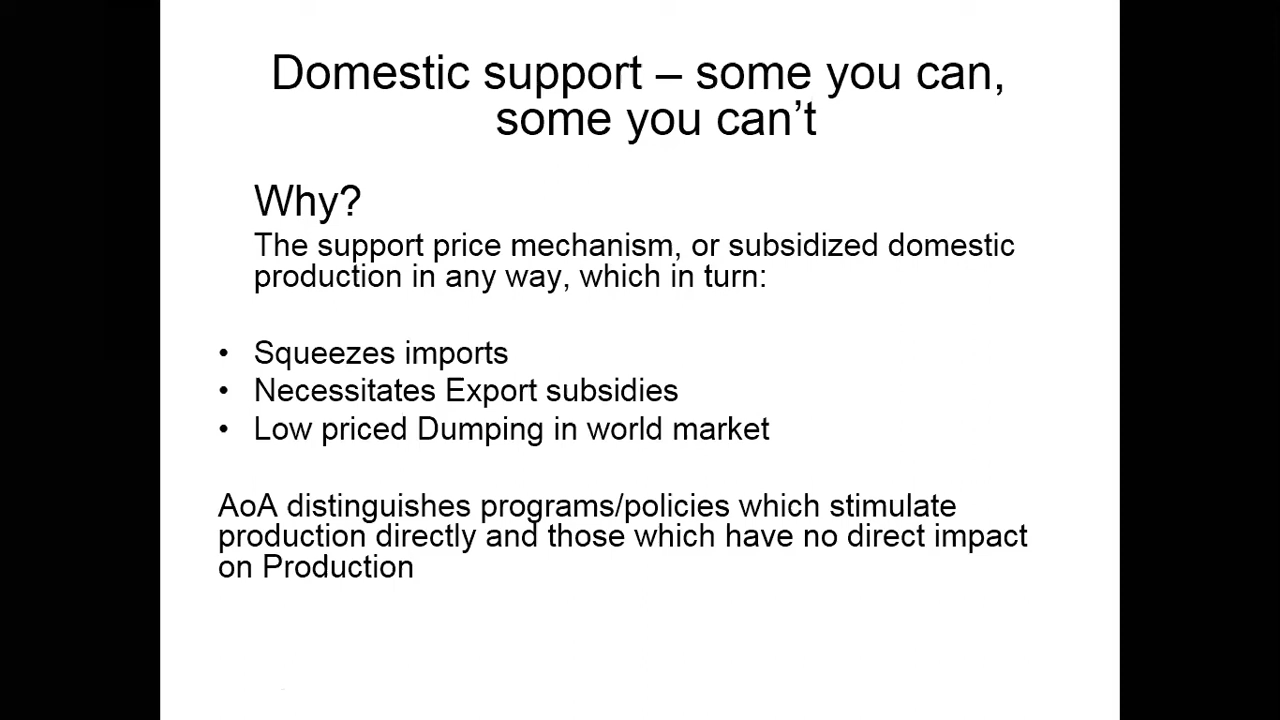 Domestic support – some you can,
some you can’t
Why?
The support price mechanism, or subsidized domestic
production in any way, which in turn:
• Squeezes imports
• Necessitates Export subsidies
• Low priced Dumping in world market
AoA distinguishes programs/policies which stimulate
production directly and those which have no direct impact
on Production